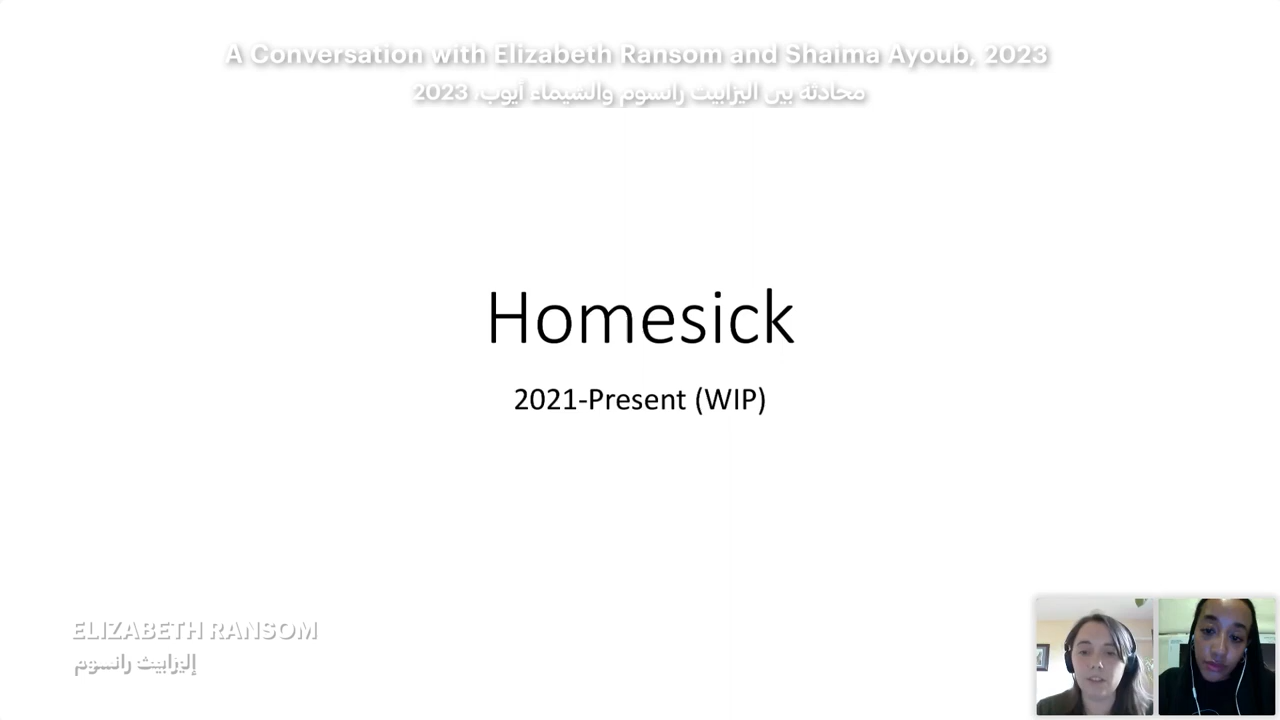 A Conversation with Elizabeth Ransom and Shaima Ayoub, 2023
محادثة بين اليزابيث رانسوم والشيماء أيوب، 2023
Homesick
2021-Present (WIP)
ELIZABETH RANSOM
إليزابيث رانسوم